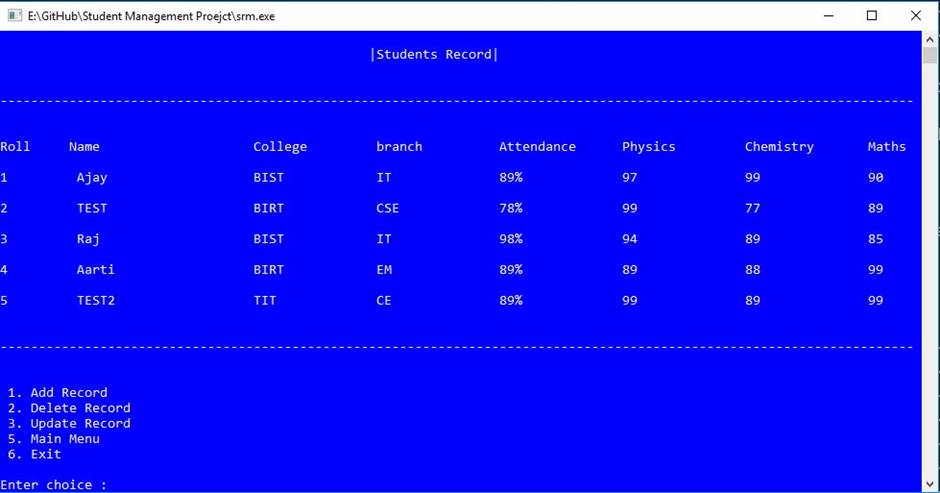 E:\GitHub\Student Management Proejct\srm.exe
|Students Record|
-----------------------------------------------------------------------------------------------------------------------
Roll Name College branch Attendance Physics Chemistry Maths
1 Ajay BIST IT 89% 97 99 90
2 TEST BIRT CSE 78% 99 77 89
3 Raj BIST IT 98% 94 89 85
4 Aarti BIRT EM 89% 89 88 99
5 TEST2 TIT CE 89% 99 89 99
-----------------------------------------------------------------------------------------------------------------------
1. Add Record
2. Delete Record
3. Update Record
5. Main Menu
6. Exit
Enter choice :